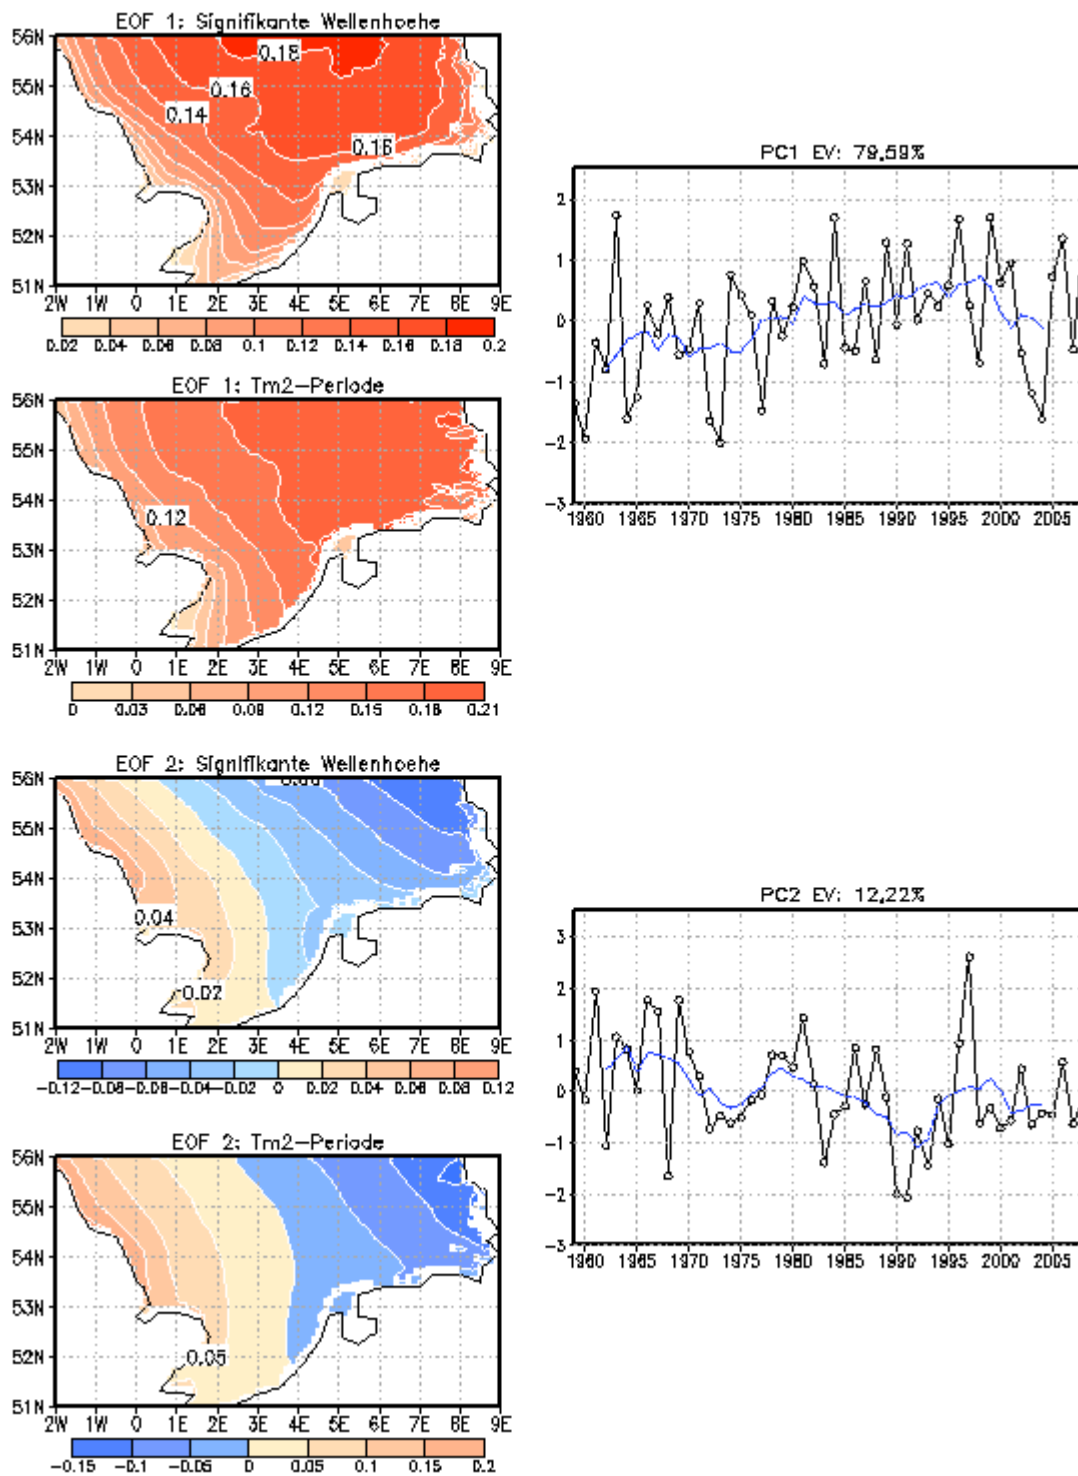 EOF 1: Signifikante Wellenhoehe
56N
55N
54N
53N
52N
51N
0.18
0.16
0.14
0.16
2W 1W 0 1E 2E 3E 4E 5E 6E 7E 8E 9E
0.02 0.04 0.06 0.08 0.1 0.12 0.14 0.16 0.18 0.2
EOF 1: Tm2-Periode
56N
55N
54N
53N
52N
51N
0.12
2W 1W 0 1E 2E 3E 4E 5E 6E 7E 8E 9E
0 0.03 0.06 0.09 0.12 0.15 0.18 0.21
PC1 EV: 79.59%
2
1
0
-1
-2
-3
1960 1965 1970 1975 1980 1985 1990 1995 2000 2005
EOF 2: Signifikante Wellenhoehe
56N
55N
54N
53N
52N
51N
0.04
0.02
2W 1W 0 1E 2E 3E 4E 5E 6E 7E 8E 9E
-0.12 -0.08 -0.06 -0.04 -0.02 0 0.02 0.04 0.06 0.08 0.12
EOF 2: Tm2-Periode
56N
55N
54N
53N
52N
51N
0.05
2W 1W 0 1E 2E 3E 4E 5E 6E 7E 8E 9E
-0.15 -0.1 -0.05 0 0.05 0.1 0.15 0.2
PC2 EV: 12.22%
3
2
1
0
-1
-2
-3
1960 1965 1970 1975 1980 1985 1990 1995 2000 2005